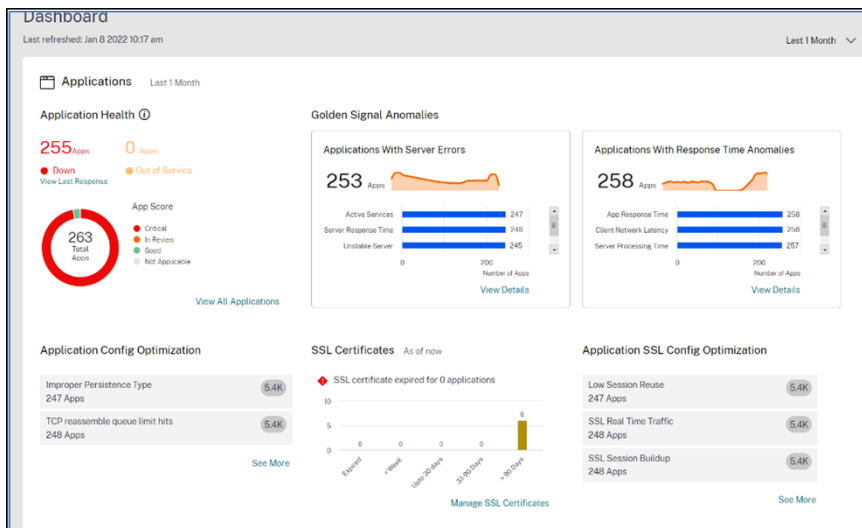 Dashboard
Last refreshed: Jan 8 2022 10:17 am
Last 1 Month
Applications Last 1 Month
Application Health
255 Apps
0 Apps
Down
Out of Service
View Last Response
App Score
263
Total
Apps
Critical
In Review
Good
Not Applicable
View All Applications
Golden Signal Anomalies
Applications With Server Errors
253 Apps
Active Services 247
Server Response Time 246
Unstable Server 245
0 200
Number of Apps
View Details
Applications With Response Time Anomalies
258 Apps
App Response Time 258
Client Network Latency 258
Server Processing Time 257
0 200
Number of Apps
View Details
Application Config Optimization
Improper Persistence Type
247 Apps
5.4K
TCP reassemble queue limit hits
248 Apps
5.4K
See More
SSL Certificates As of now
SSL certificate expired for 0 applications
10
5
0
0 0 0 0 6
Expired
< Week
Upto 30 days
31-90 Days
> 90 Days
Manage SSL Certificates
Application SSL Config Optimization
Low Session Reuse
247 Apps
5.4K
SSL Real Time Traffic
248 Apps
5.4K
SSL Session Buildup
248 Apps
5.4K
See More